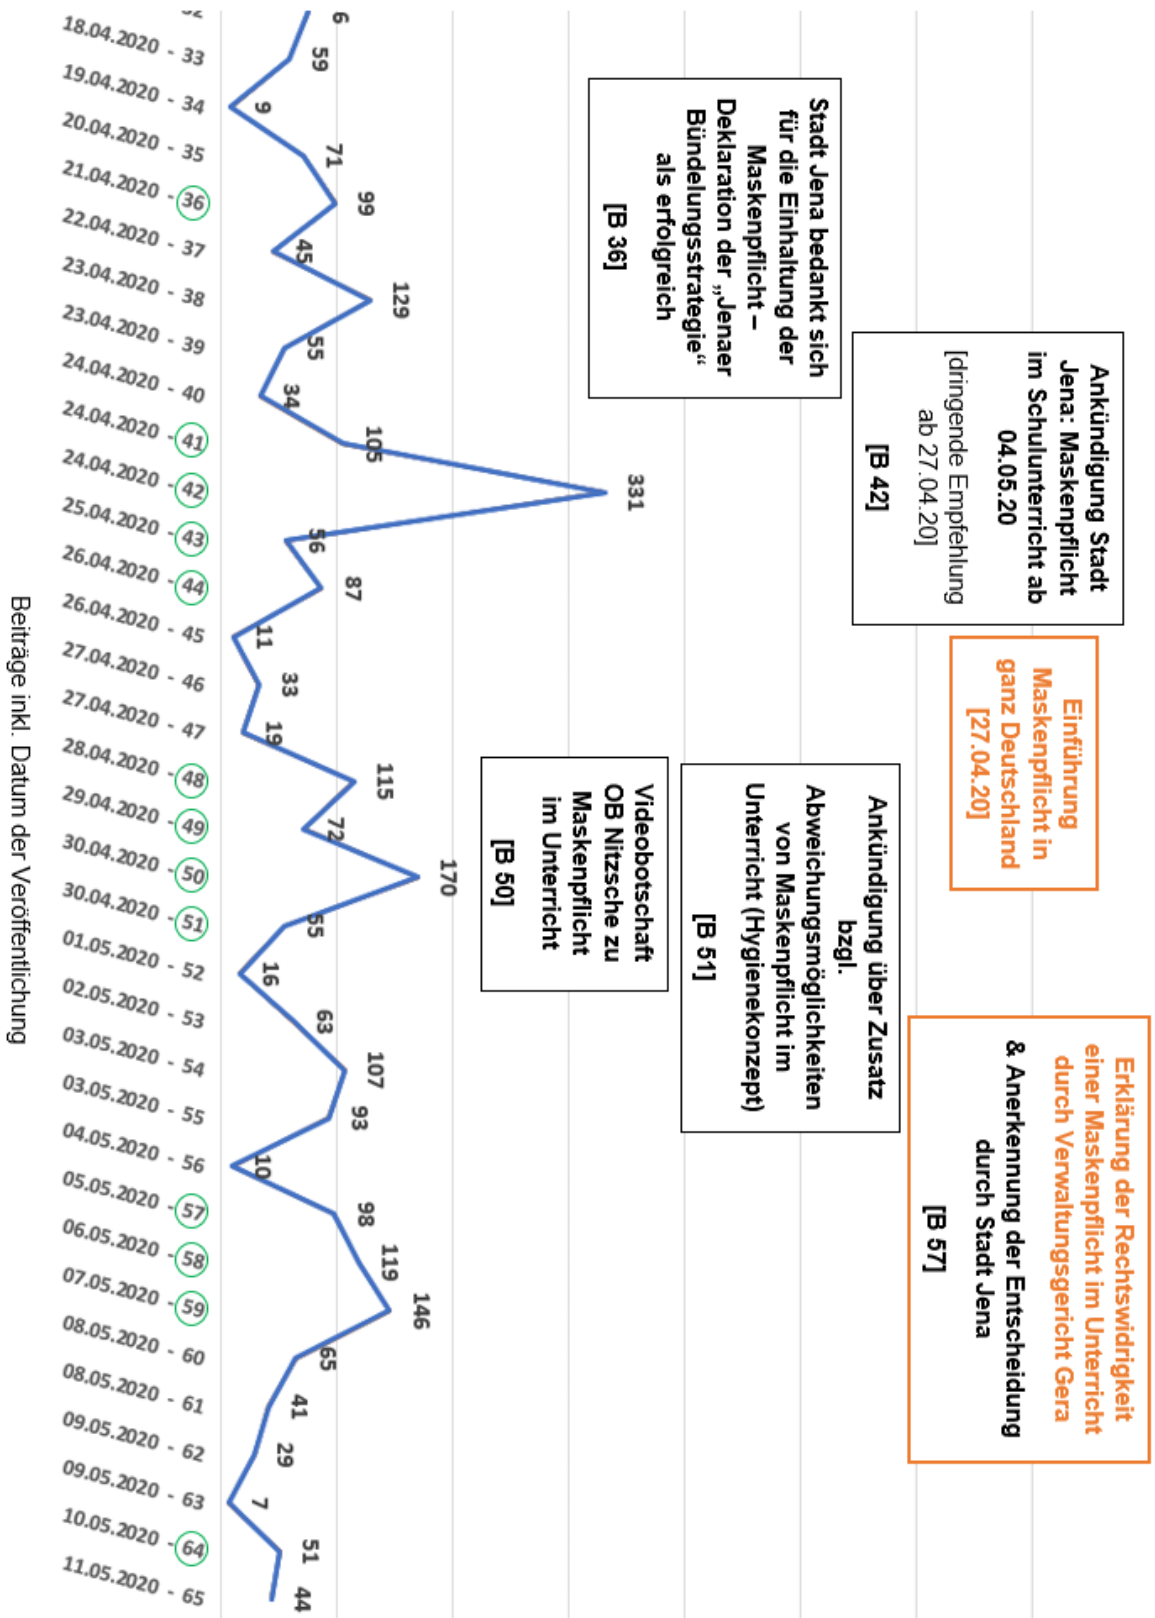 Stadt Jena bedankt sich
für die Einhaltung der
Maskenpflicht –
Deklaration der „Jenaer
Bündelungsstrategie“
als erfolgreich
[B 36]
Ankündigung Stadt
Jena: Maskenpflicht
im Schulunterricht ab
04.05.20
[dringende Empfehlung
ab 27.04.20]
[B 42]
Einführung
Maskenpflicht in
ganz Deutschland
[27.04.20]
Videobotschaft
OB Nitzsche zu
Maskenpflicht
im Unterricht
[B 50]
Ankündigung über Zusatz
bzgl.
Abweichungsmöglichkeiten
von Maskenpflicht im
Unterricht (Hygienekonzept)
[B 51]
Erklärung der Rechtswidrigkeit
einer Maskenpflicht im Unterricht
durch Verwaltungsgericht Gera
& Anerkennung der Entscheidung
durch Stadt Jena
[B 57]
6
59
9
71
99
45
129
55
34
105
331
56
87
11
33
19
115
72
170
55
16
63
107
93
10
98
119
146
65
41
29
7
51
44
18.04.2020 - 33
19.04.2020 - 34
20.04.2020 - 35
21.04.2020 - 36
22.04.2020 - 37
23.04.2020 - 38
23.04.2020 - 39
24.04.2020 - 40
24.04.2020 - 41
24.04.2020 - 42
25.04.2020 - 43
26.04.2020 - 44
26.04.2020 - 45
27.04.2020 - 46
27.04.2020 - 47
28.04.2020 - 48
29.04.2020 - 49
30.04.2020 - 50
30.04.2020 - 51
01.05.2020 - 52
02.05.2020 - 53
03.05.2020 - 54
03.05.2020 - 55
04.05.2020 - 56
05.05.2020 - 57
06.05.2020 - 58
07.05.2020 - 59
08.05.2020 - 60
08.05.2020 - 61
09.05.2020 - 62
09.05.2020 - 63
10.05.2020 - 64
11.05.2020 - 65
Beiträge inkl. Datum der Veröffentlichung